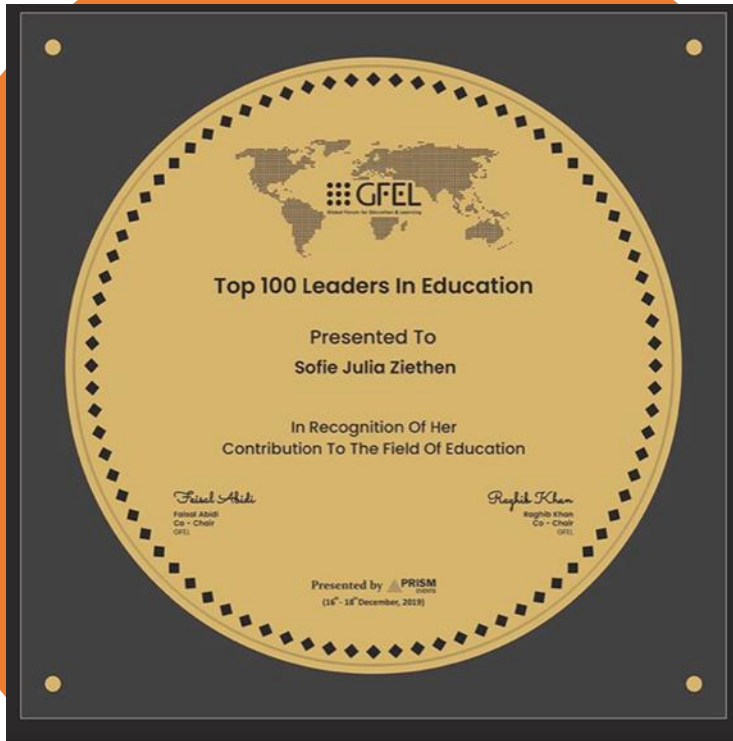 GFEL
Global Forum for Education & Learning
Top 100 Leaders In Education
Presented To
Sofie Julia Ziethen
In Recognition Of Her
Contribution To The Field Of Education
Faisal Abidi
Faisal Abidi
Co - Chair
GFEL
Raghib Khan
Raghib Khan
Co - Chair
GFEL
Presented by PRISM
events
(16th - 18th December, 2019)